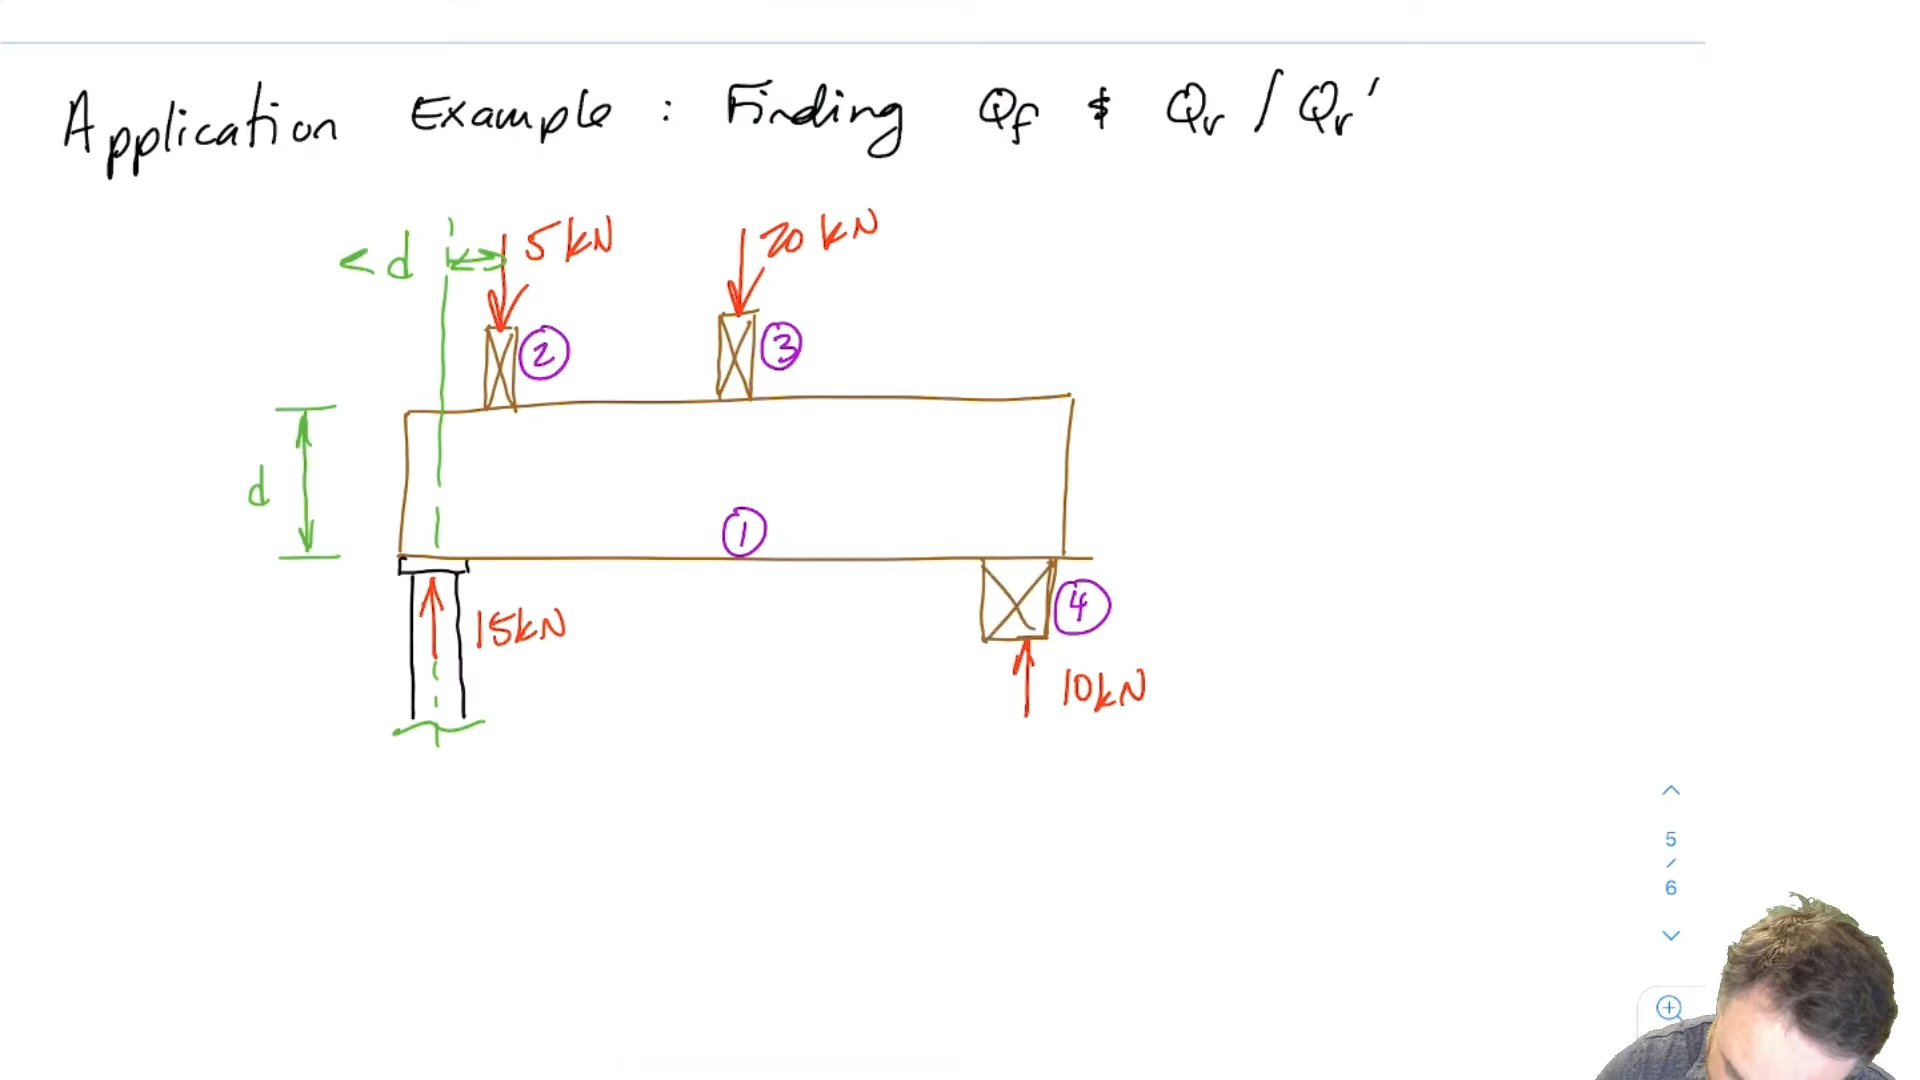 Application Example : Finding Qf & Qr / Qr'
< d
5 kN
20 kN
2
3
d
1
15kN
4
10kN
5
/
6